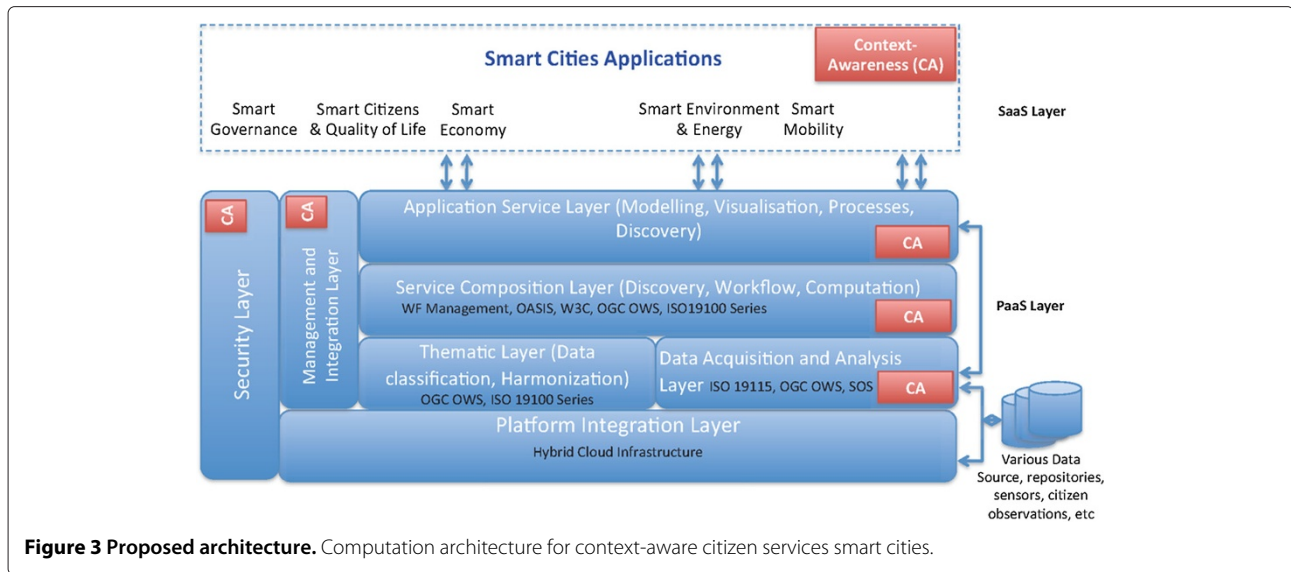 Smart Cities Applications
Context-
Awareness (CA)
Smart
Governance
Smart Citizens
& Quality of Life
Smart
Economy
Smart Environment
& Energy
Smart
Mobility
SaaS Layer
CA
Security Layer
CA
Management and
Integration Layer
Application Service Layer (Modelling, Visualisation, Processes,
Discovery)
CA
Service Composition Layer (Discovery, Workflow, Computation)
WF Management, OASIS, W3C, OGC OWS, ISO19100 Series
CA
PaaS Layer
Thematic Layer (Data
classification, Harmonization)
OGC OWS, ISO 19100 Series
Data Acquisition and Analysis
Layer ISO 19115, OGC OWS, SOS
CA
Platform Integration Layer
Hybrid Cloud Infrastructure
Various Data
Source, repositories,
sensors, citizen
observations, etc
Figure 3 Proposed architecture. Computation architecture for context-aware citizen services smart cities.